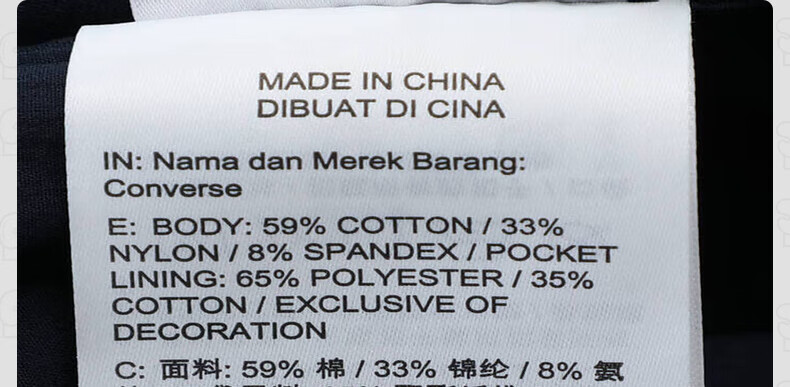 MADE IN CHINA
DIBUAT DI CINA
IN: Nama dan Merek Barang:
Converse
E: BODY: 59% COTTON / 33%
NYLON / 8% SPANDEX / POCKET
LINING: 65% POLYESTER / 35%
COTTON / EXCLUSIVE OF
DECORATION
C: 面料: 59% 棉 / 33% 锦纶 / 8% 氨